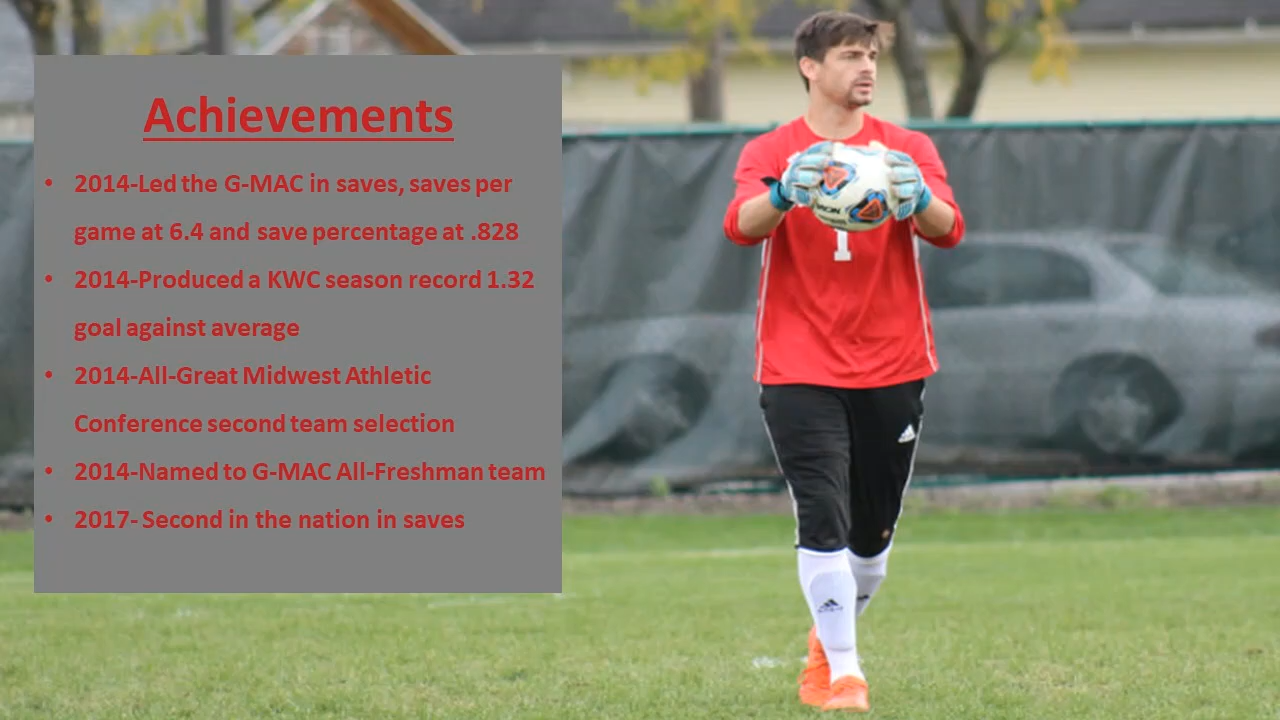 Achievements
• 2014-Led the G-MAC in saves, saves per
game at 6.4 and save percentage at .828
• 2014-Produced a KWC season record 1.32
goal against average
• 2014-All-Great Midwest Athletic
Conference second team selection
• 2014-Named to G-MAC All-Freshman team
• 2017- Second in the nation in saves
1